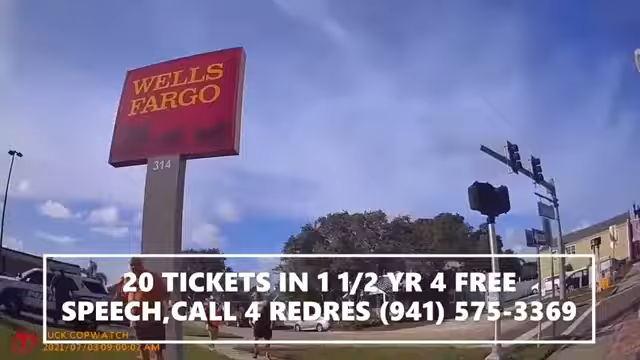 WELLS
FARGO
314
20 TICKETS IN 1 1/2 YR 4 FREE
SPEECH,CALL 4 REDRES (941) 575-3369
UCK COPWATCH
2021/07/03 09:00:07 AM